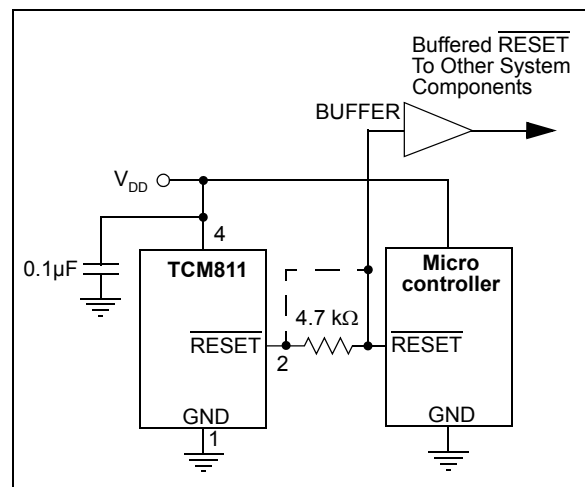 Buffered RESET
To Other System
Components
BUFFER
VDD
4
0.1µF
TCM811
Micro
controller
4.7 kΩ
RESET
2
RESET
GND
1
GND